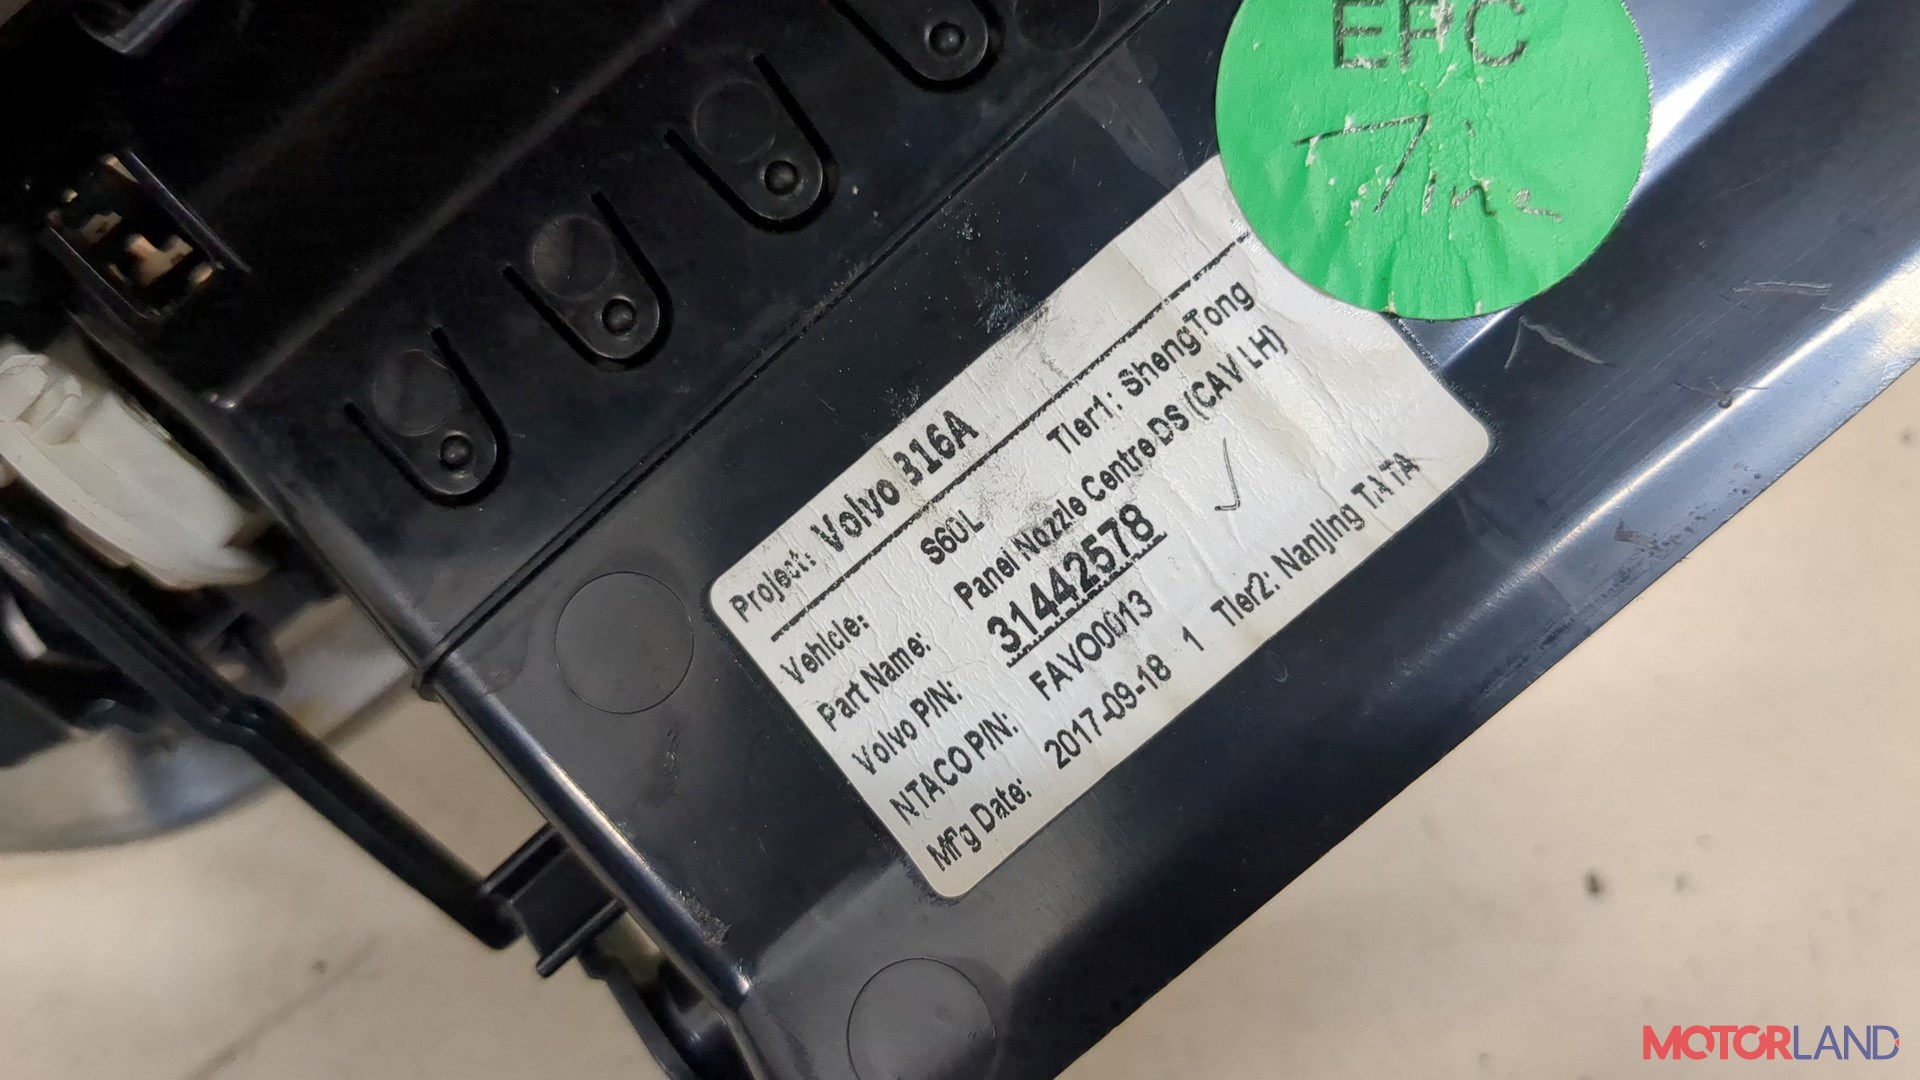 EPC
Project: Volvo 316A
Vehicle: S60L Tier1: ShengTong
Part Name: Panel Nozzle Centre DS (CAV LH)
Volvo P/N: 31442578
NTACO P/N: FAVO0013
Mfg Date: 2017-09-18 1 Tier2: Nanjing TATA
MOTORLAND